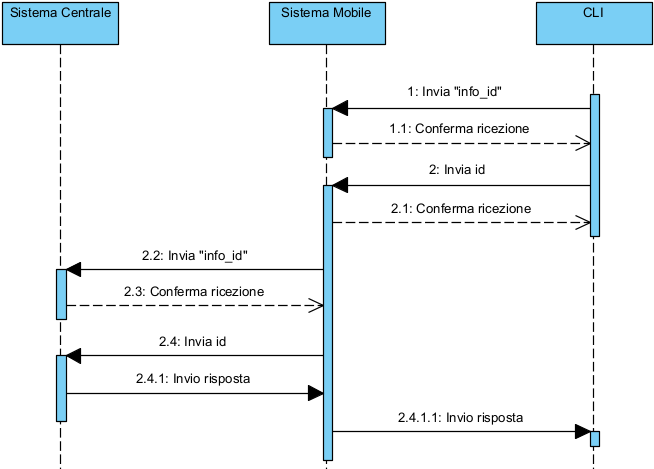 Sistema Centrale
Sistema Mobile
CLI
1: Invia "info_id"
1.1: Conferma ricezione
2: Invia id
2.1: Conferma ricezione
2.2: Invia "info_id"
2.3: Conferma ricezione
2.4: Invia id
2.4.1: Invio risposta
2.4.1.1: Invio risposta